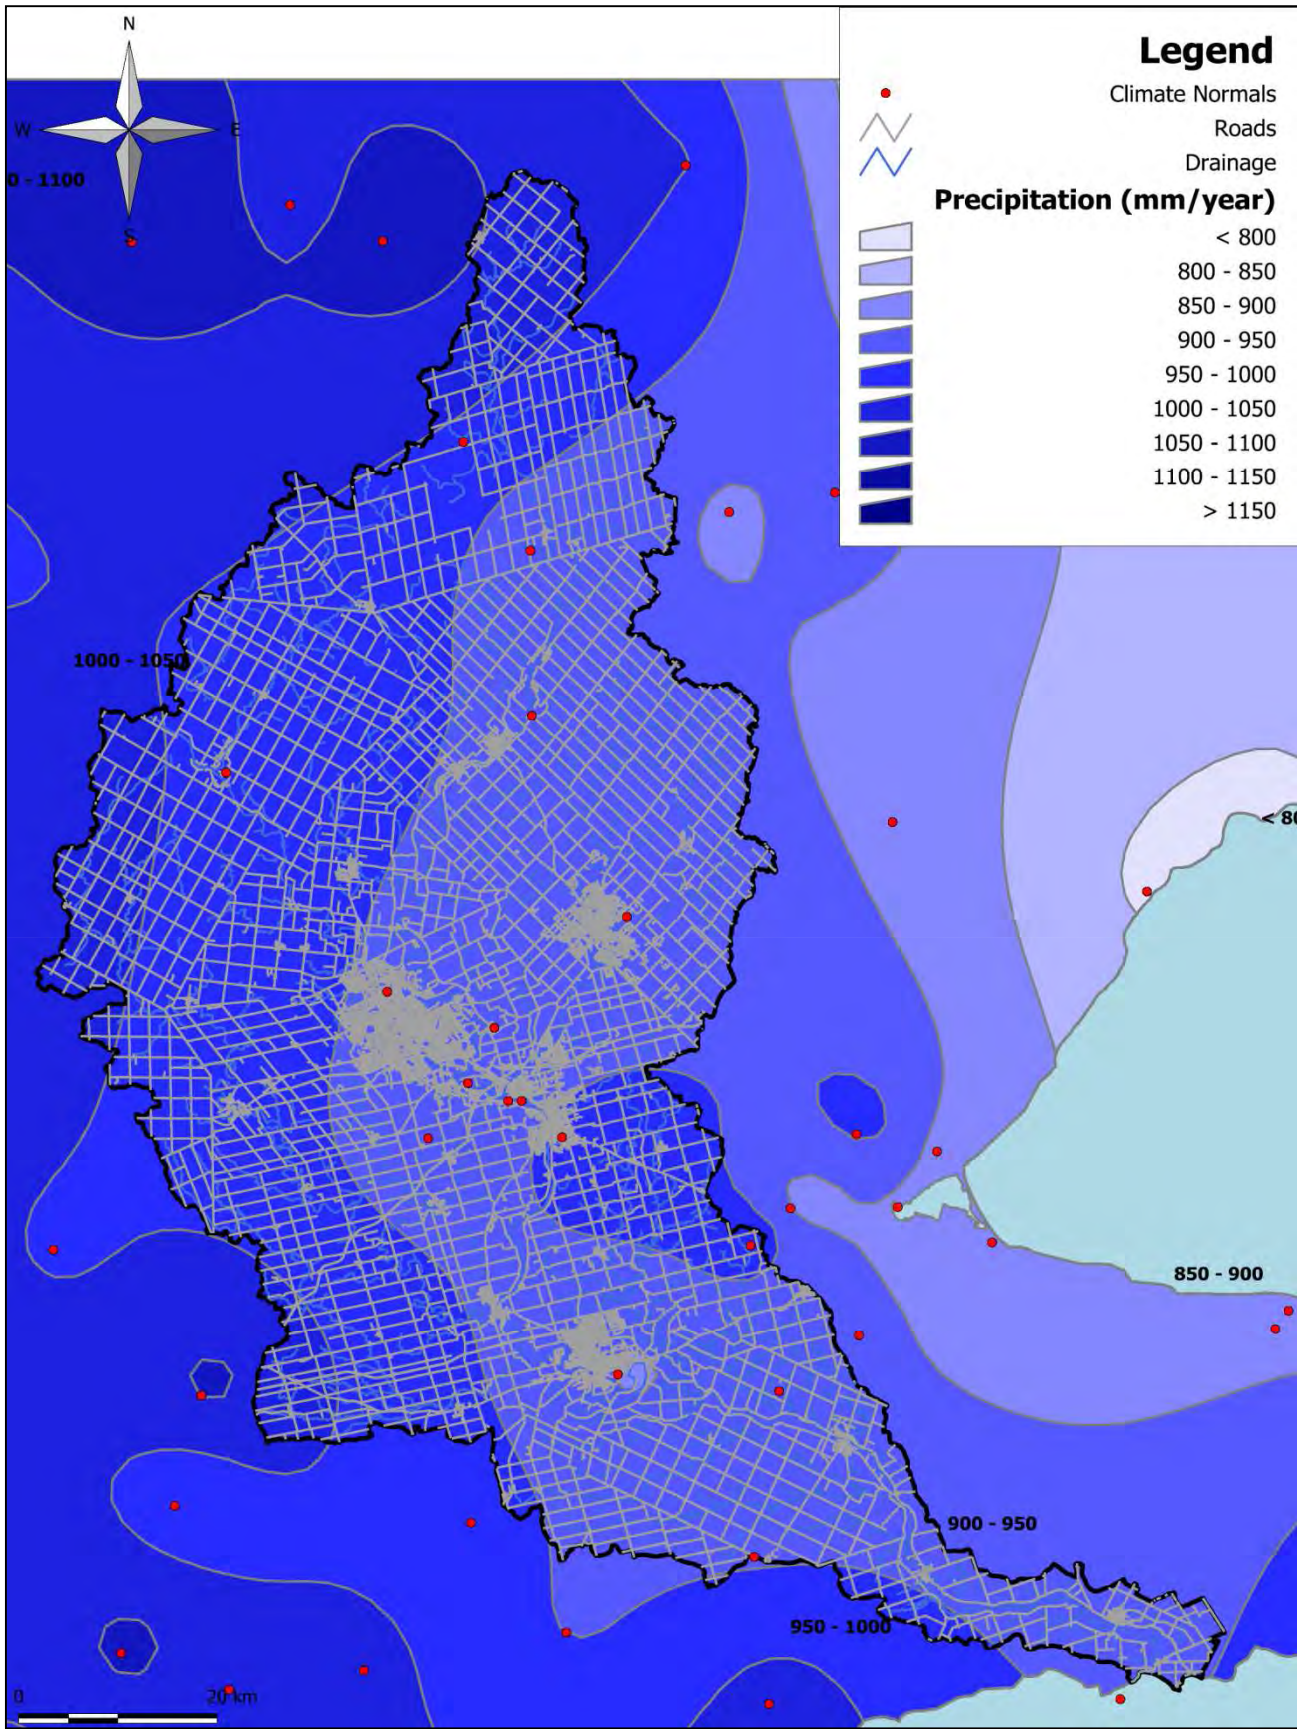 N
W
E
S
Legend
Climate Normals
Roads
Drainage
Precipitation (mm/year)
< 800
800 - 850
850 - 900
900 - 950
950 - 1000
1000 - 1050
1050 - 1100
1100 - 1150
> 1150
0 - 1100
1000 - 1050
< 80
850 - 900
900 - 950
950 - 1000
0
20 km